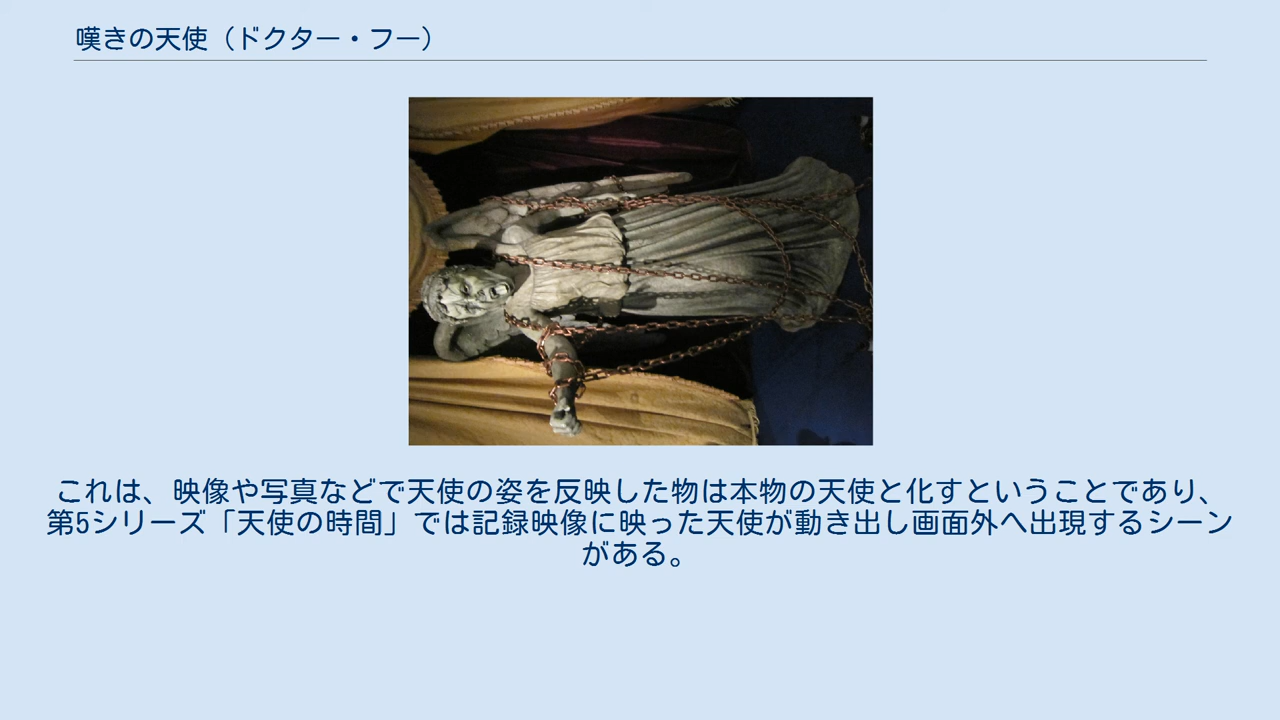 嘆きの天使（ドクター・フー）
これは、映像や写真などで天使の姿を反映した物は本物の天使と化すということであり、
第5シリーズ「天使の時間」では記録映像に映った天使が動き出し画面外へ出現するシーン
がある。